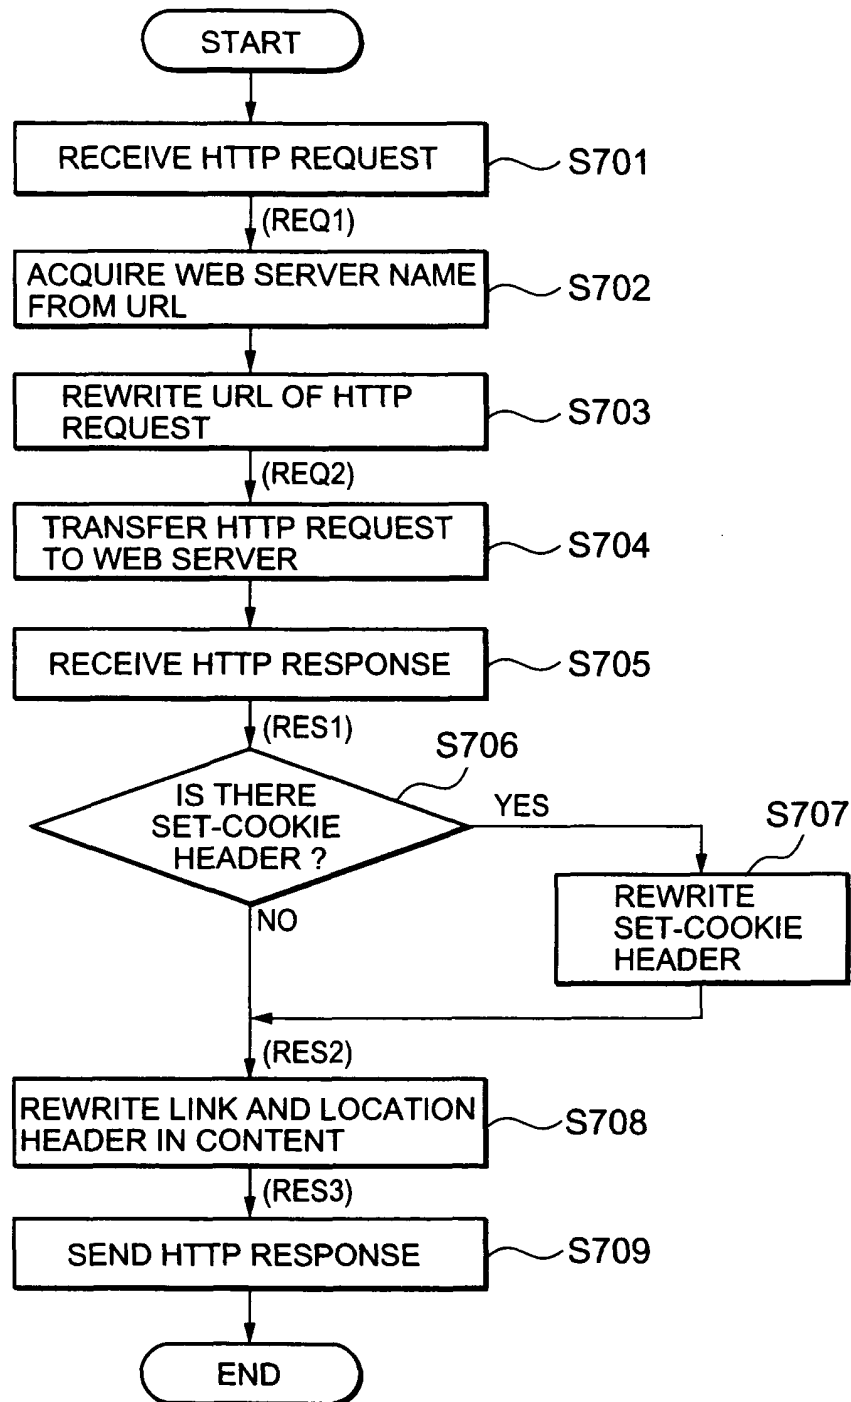 START
RECEIVE HTTP REQUEST
S701
(REQ1)
ACQUIRE WEB SERVER NAME
FROM URL
S702
REWRITE URL OF HTTP
REQUEST
S703
(REQ2)
TRANSFER HTTP REQUEST
TO WEB SERVER
S704
RECEIVE HTTP RESPONSE
S705
(RES1)
S706
IS THERE
SET-COOKIE
HEADER ?
YES
NO
S707
REWRITE
SET-COOKIE
HEADER
(RES2)
REWRITE LINK AND LOCATION
HEADER IN CONTENT
S708
(RES3)
SEND HTTP RESPONSE
S709
END